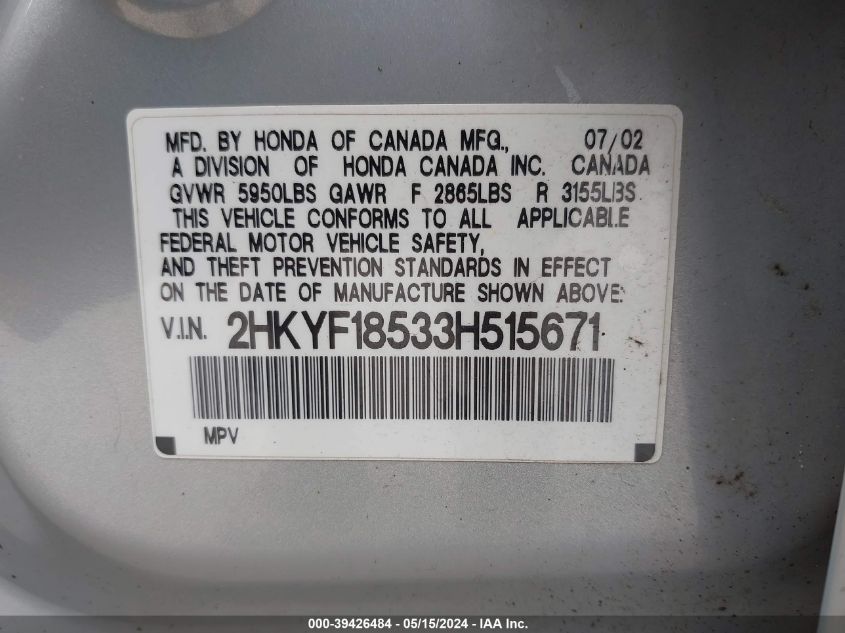 MFD. BY HONDA OF CANADA MFG., 07/02
A DIVISION OF HONDA CANADA INC. CANADA
GVWR 5950LBS GAWR F 2865LBS R 3155LBS
THIS VEHICLE CONFORMS TO ALL APPLICABLE
FEDERAL MOTOR VEHICLE SAFETY,
AND THEFT PREVENTION STANDARDS IN EFFECT
ON THE DATE OF MANUFACTURE SHOWN ABOVE:
V.I.N. 2HKYF18533H515671
MPV
000-39426484 - 05/15/2024 - IAA Inc.